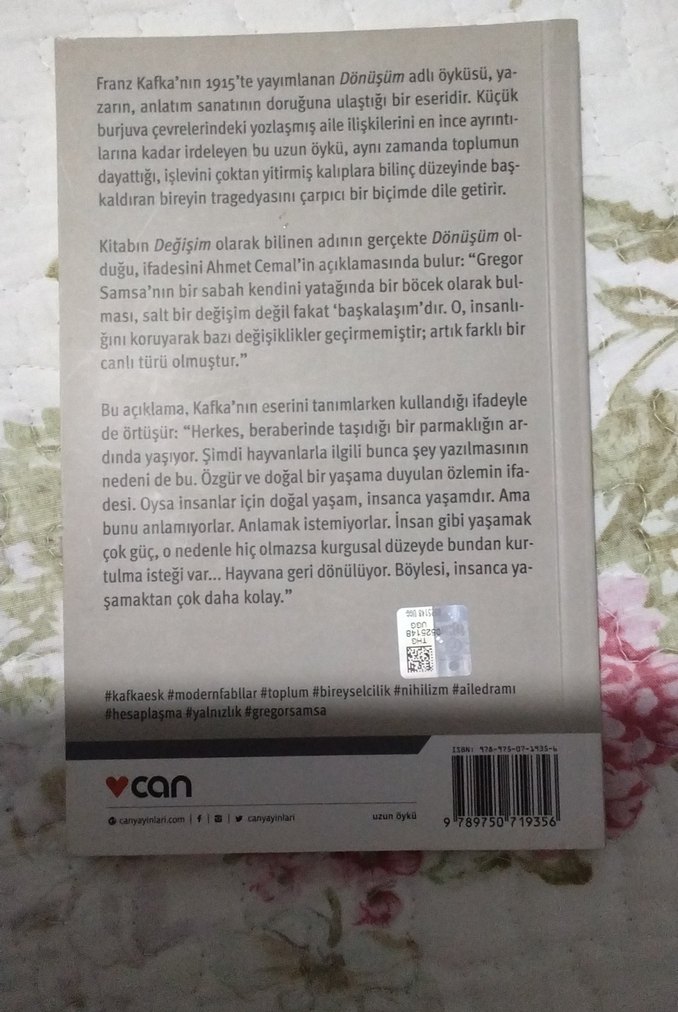 Franz Kafka’nın 1915’te yayımlanan Dönüşüm adlı öyküsü, ya-
zarın, anlatım sanatının doruğuna ulaştığı bir eseridir. Küçük
burjuva çevrelerindeki yozlaşmış aile ilişkilerini en ince ayrıntı-
larına kadar irdeleyen bu uzun öykü, aynı zamanda toplumun
dayattığı, işlevini çoktan yitirmiş kalıplara bilinç düzeyinde baş-
kaldıran bireyin tragedyasını çarpıcı bir biçimde dile getirir.
Kitabın Değişim olarak bilinen adının gerçekte Dönüşüm ol-
duğu, ifadesini Ahmet Cemal’in açıklamasında bulur: “Gregor
Samsa’nın bir sabah kendini yatağında bir böcek olarak bul-
ması, salt bir değişim değil fakat ‘başkalaşım’dır. O, insanlı-
ğını koruyarak bazı değişiklikler geçirmemiştir; artık farklı bir
canlı türü olmuştur.”
Bu açıklama, Kafka’nın eserini tanımlarken kullandığı ifadeyle
de örtüşür: “Herkes, beraberinde taşıdığı bir parmaklığın ar-
dında yaşıyor. Şimdi hayvanlarla ilgili bunca şey yazılmasının
nedeni de bu. Özgür ve doğal bir yaşama duyulan özlemin ifa-
desi. Oysa insanlar için doğal yaşam, insanca yaşamdır. Ama
bunu anlamıyorlar. Anlamak istemiyorlar. İnsan gibi yaşamak
çok güç, o nedenle hiç olmazsa kurgusal düzeyde bundan kur-
tulma isteği var... Hayvana geri dönülüyor. Böylesi, insanca ya-
şamaktan çok daha kolay.”
THG
0525148
UGG
#kafkaesk #modernfabllar #toplum #bireyselcilik #nihilizm #ailedramı
#hesaplaşma #yalnızlık #gregorsamsa
ISBN: 978-975-07-1935-6
can
canyayinlari.com | f | | canyayinlari
uzun öykü
9 789750 719356